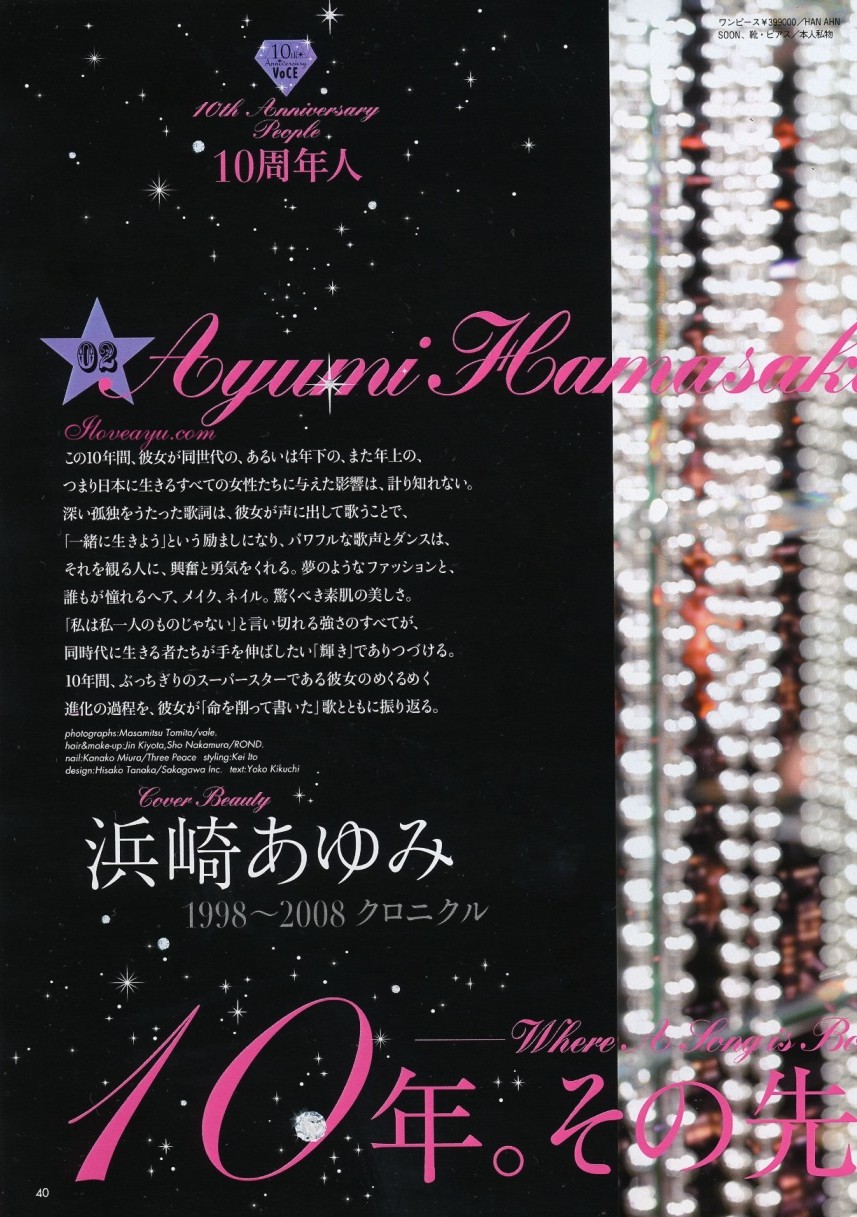 ワンピース¥399000／HAN AHN
SOON、靴・ピアス／本人私物
10th
Anniversary
VoCE
10th Anniversary
People
10周年人
02
Ayumi Hamasaki
Iloveayu.com
この10年間、彼女が同世代の、あるいは年下の、また年上の、
つまり日本に生きるすべての女性たちに与えた影響は、計り知れない。
深い孤独をうたった歌詞は、彼女が声に出して歌うことで、
「一緒に生きよう」という励ましになり、パワフルな歌声とダンスは、
それを観る人に、興奮と勇気をくれる。夢のようなファッションと、
誰もが憧れるヘア、メイク、ネイル。驚くべき素肌の美しさ。
「私は私一人のものじゃない」と言い切れる強さのすべてが、
同時代に生きる者たちが手を伸ばしたい「輝き」でありつづける。
10年間、ぶっちぎりのスーパースターである彼女のめくるめく
進化の過程を、彼女が「命を削って書いた」歌とともに振り返る。
photographs:Masamitsu Tomita/vale.
hair&make-up:Jin Kiyota,Sho Nakamura/ROND.
nail:Kanako Miura/Three Peace styling:Kei Ito
design:Hisako Tanaka/Sakagawa Inc. text:Yoko Kikuchi
Cover Beauty
浜崎あゆみ
1998〜2008 クロニクル
Where A Song is Bo
10年。その先
40